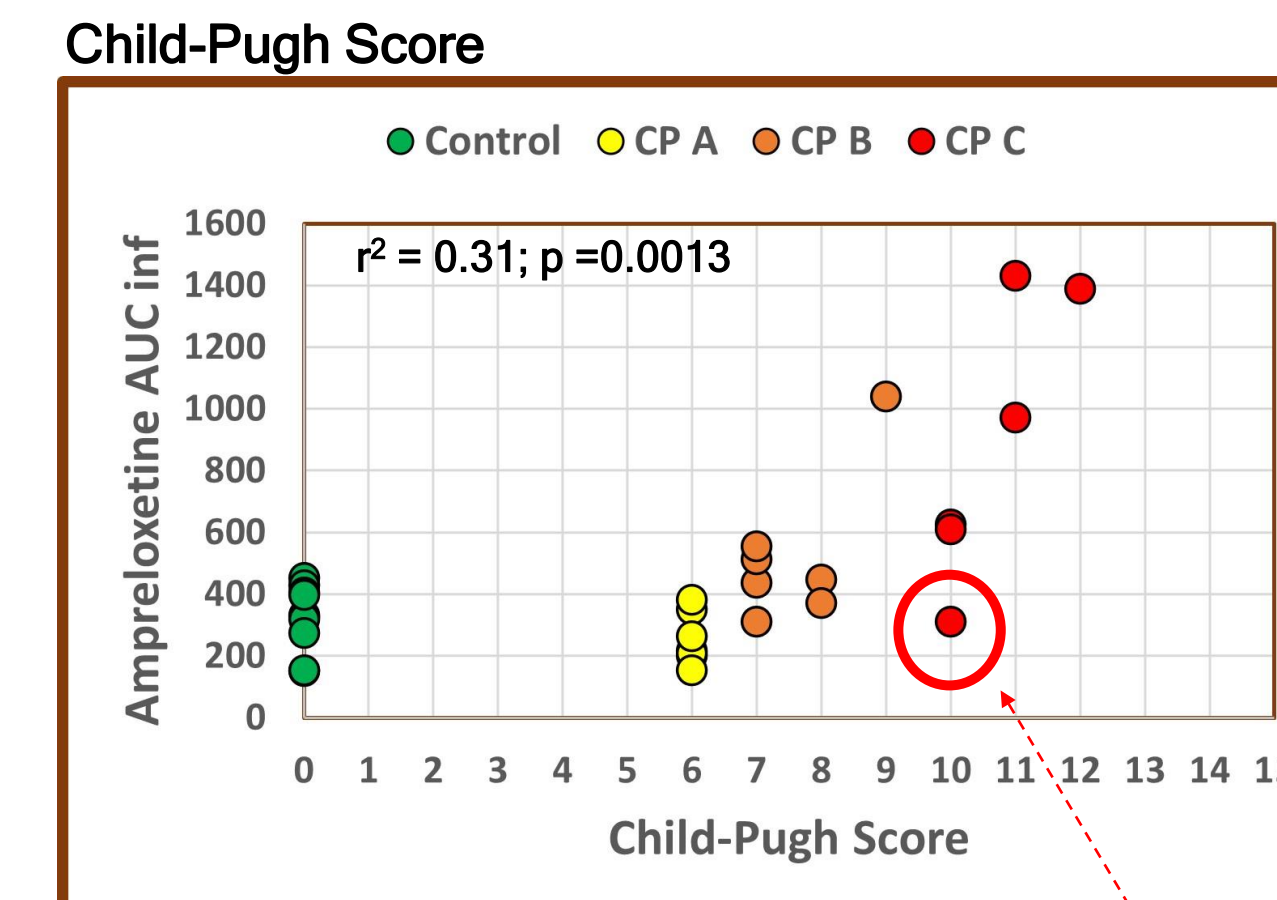 Child-Pugh Score
Control CP A CP B CP C
r² = 0.31; p =0.0013
Ampreloxetine AUC inf
1600
1400
1200
1000
800
600
400
200
0
0 1 2 3 4 5 6 7 8 9 10 11 12 13 14
Child-Pugh Score